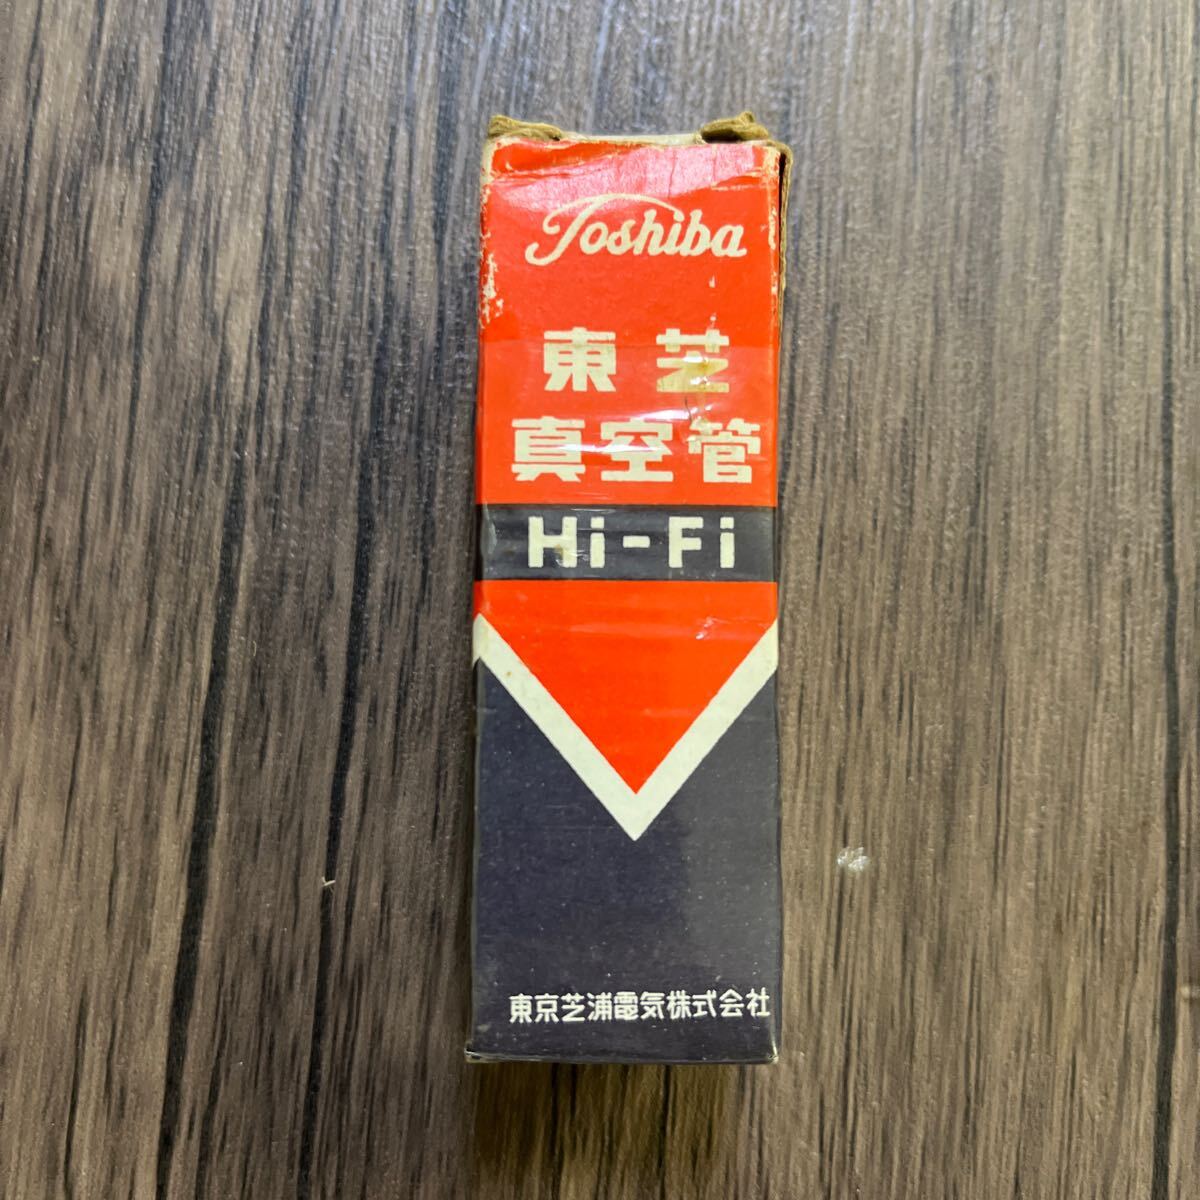 Toshiba
東芝
真空管
Hi-Fi
東京芝浦電気株式会社